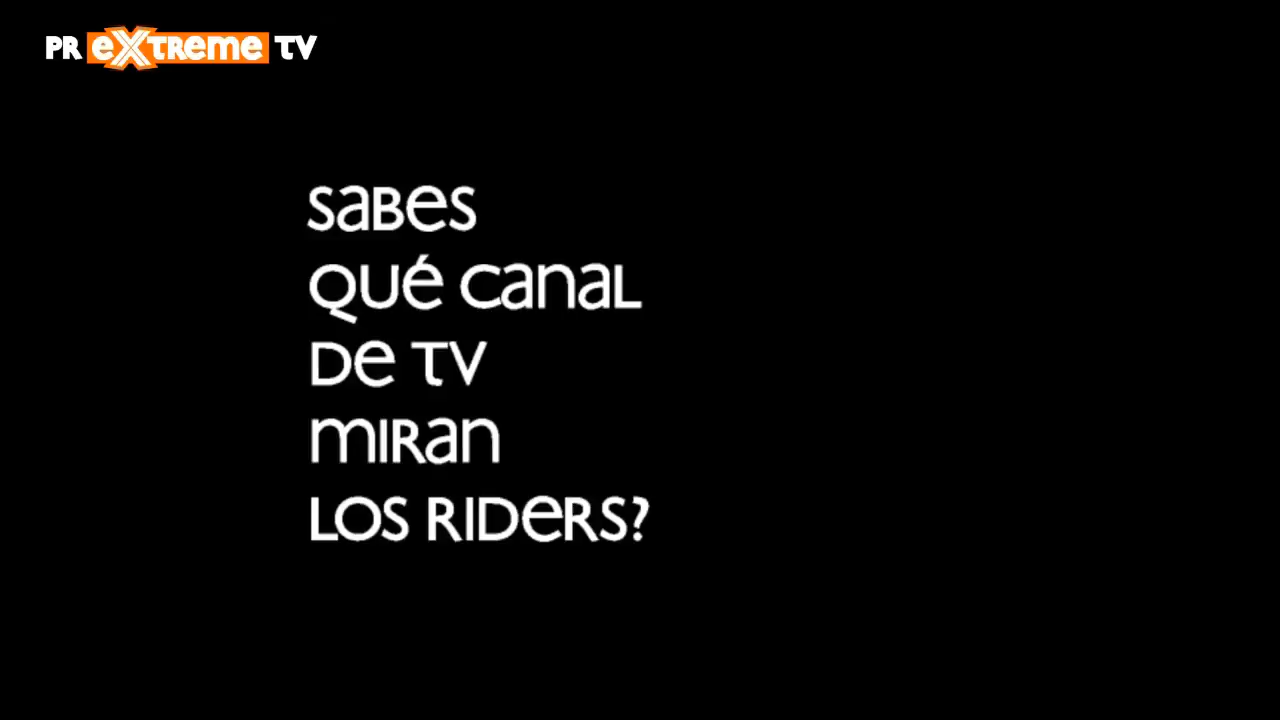 PR extreme TV
Sabes
qué canal
de TV
miran
los riders?